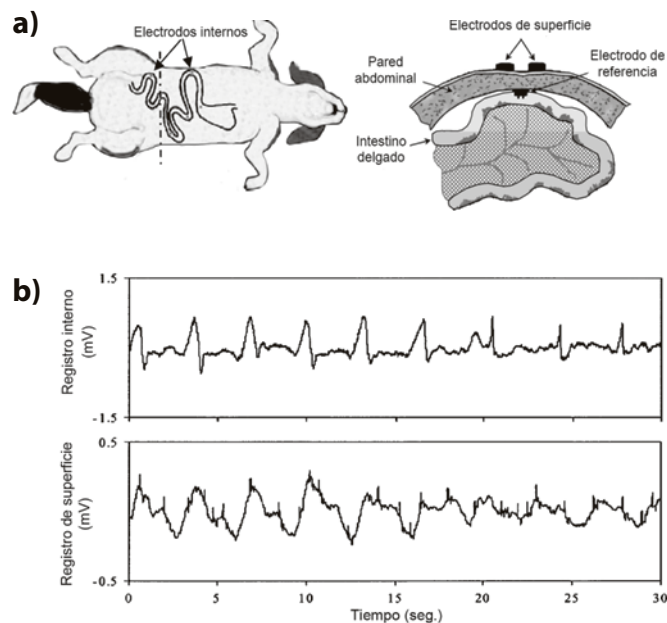 a)
Electrodos internos
Electrodos de superficie
Pared
abdominal
Electrodo de
referencia
Intestino
delgado
b)
Registro interno
(mV)
1.5
-1.5
Registro de superficie
(mV)
0.5
-0.5
0 5 10 15 20 25 30
Tiempo (seg.)